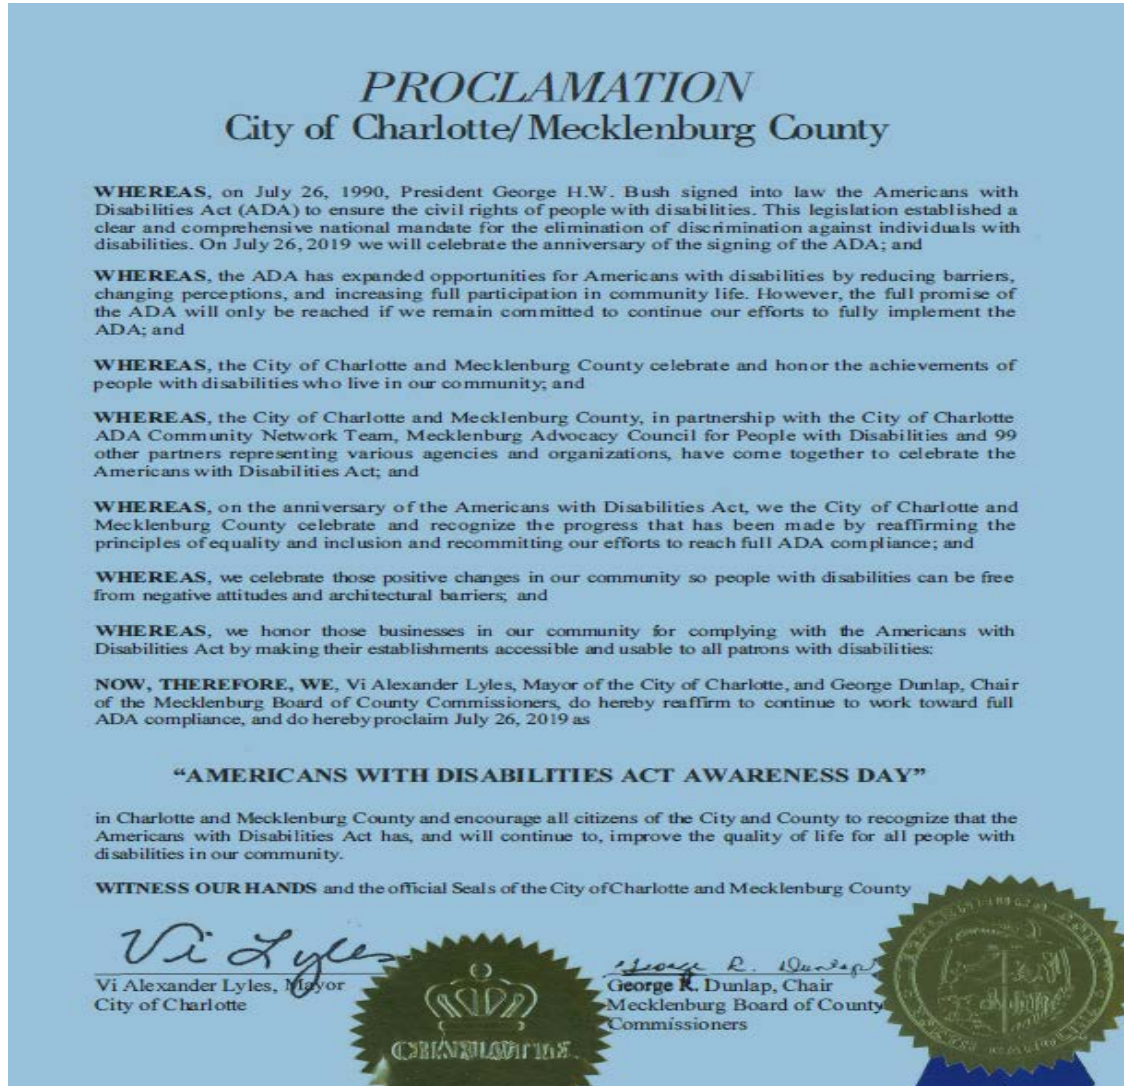 PROCLAMATION
City of Charlotte/Mecklenburg County
WHEREAS, on July 26, 1990, President George H.W. Bush signed into law the Americans with
Disabilities Act (ADA) to ensure the civil rights of people with disabilities. This legislation established a
clear and comprehensive national mandate for the elimination of discrimination against individuals with
disabilities. On July 26, 2019 we will celebrate the anniversary of the signing of the ADA; and
WHEREAS, the ADA has expanded opportunities for Americans with disabilities by reducing barriers,
changing perceptions, and increasing full participation in community life. However, the full promise of
the ADA will only be reached if we remain committed to continue our efforts to fully implement the
ADA; and
WHEREAS, the City of Charlotte and Mecklenburg County celebrate and honor the achievements of
people with disabilities who live in our community; and
WHEREAS, the City of Charlotte and Mecklenburg County, in partnership with the City of Charlotte
ADA Community Network Team, Mecklenburg Advocacy Council for People with Disabilities and 99
other partners representing various agencies and organizations, have come together to celebrate the
Americans with Disabilities Act; and
WHEREAS, on the anniversary of the Americans with Disabilities Act, we the City of Charlotte and
Mecklenburg County celebrate and recognize the progress that has been made by reaffirming the
principles of equality and inclusion and recommitting our efforts to reach full ADA compliance; and
WHEREAS, we celebrate those positive changes in our community so people with disabilities can be free
from negative attitudes and architectural barriers; and
WHEREAS, we honor those businesses in our community for complying with the Americans with
Disabilities Act by making their establishments accessible and usable to all patrons with disabilities:
NOW, THEREFORE, WE, Vi Alexander Lyles, Mayor of the City of Charlotte, and George Dunlap, Chair
of the Mecklenburg Board of County Commissioners, do hereby reaffirm to continue to work toward full
ADA compliance, and do hereby proclaim July 26, 2019 as
“AMERICANS WITH DISABILITIES ACT AWARENESS DAY”
in Charlotte and Mecklenburg County and encourage all citizens of the City and County to recognize that the
Americans with Disabilities Act has, and will continue to, improve the quality of life for all people with
disabilities in our community.
WITNESS OUR HANDS and the official Seals of the City of Charlotte and Mecklenburg County
Vi Lyles
Vi Alexander Lyles, Mayor
City of Charlotte
CHARLOTTE
George R. Dunlap
George R. Dunlap, Chair
Mecklenburg Board of County
Commissioners